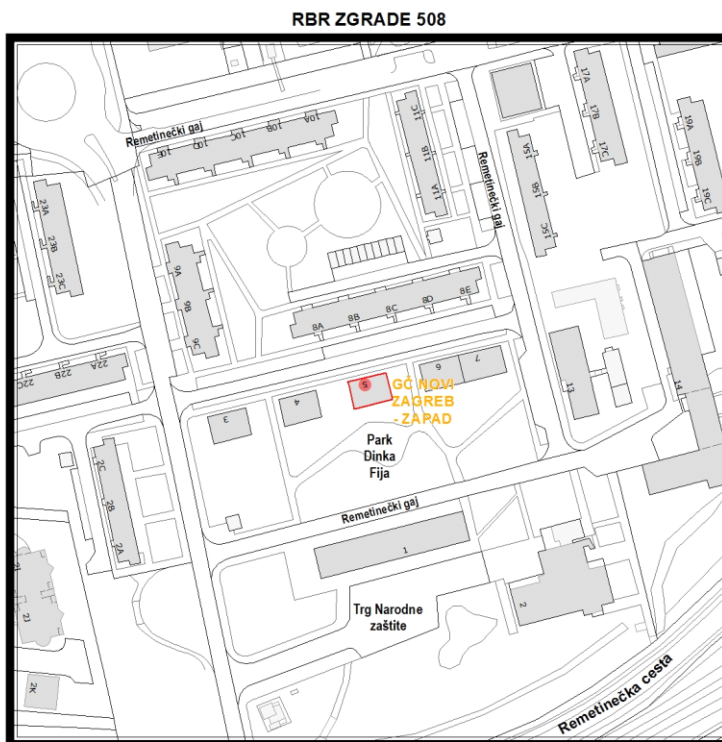 RBR ZGRADE 508
Remetinečki gaj
10E
10D
10C
10B
10A
11C
11B
11A
Remetinečki gaj
17A
17B
17C
15A
15B
15C
19A
19B
19C
23A
23B
23C
9A
9B
9C
8A
8B
8C
8D
8E
22C
22B
22A
3
4
5
6
7
GČ NOVI
ZAGREB
- ZAPAD
13
14
Park
Dinka
Fija
2C
2B
2A
Remetinečki gaj
1
2
Trg Narodne
zaštite
2J
2K
Remetinečka cesta